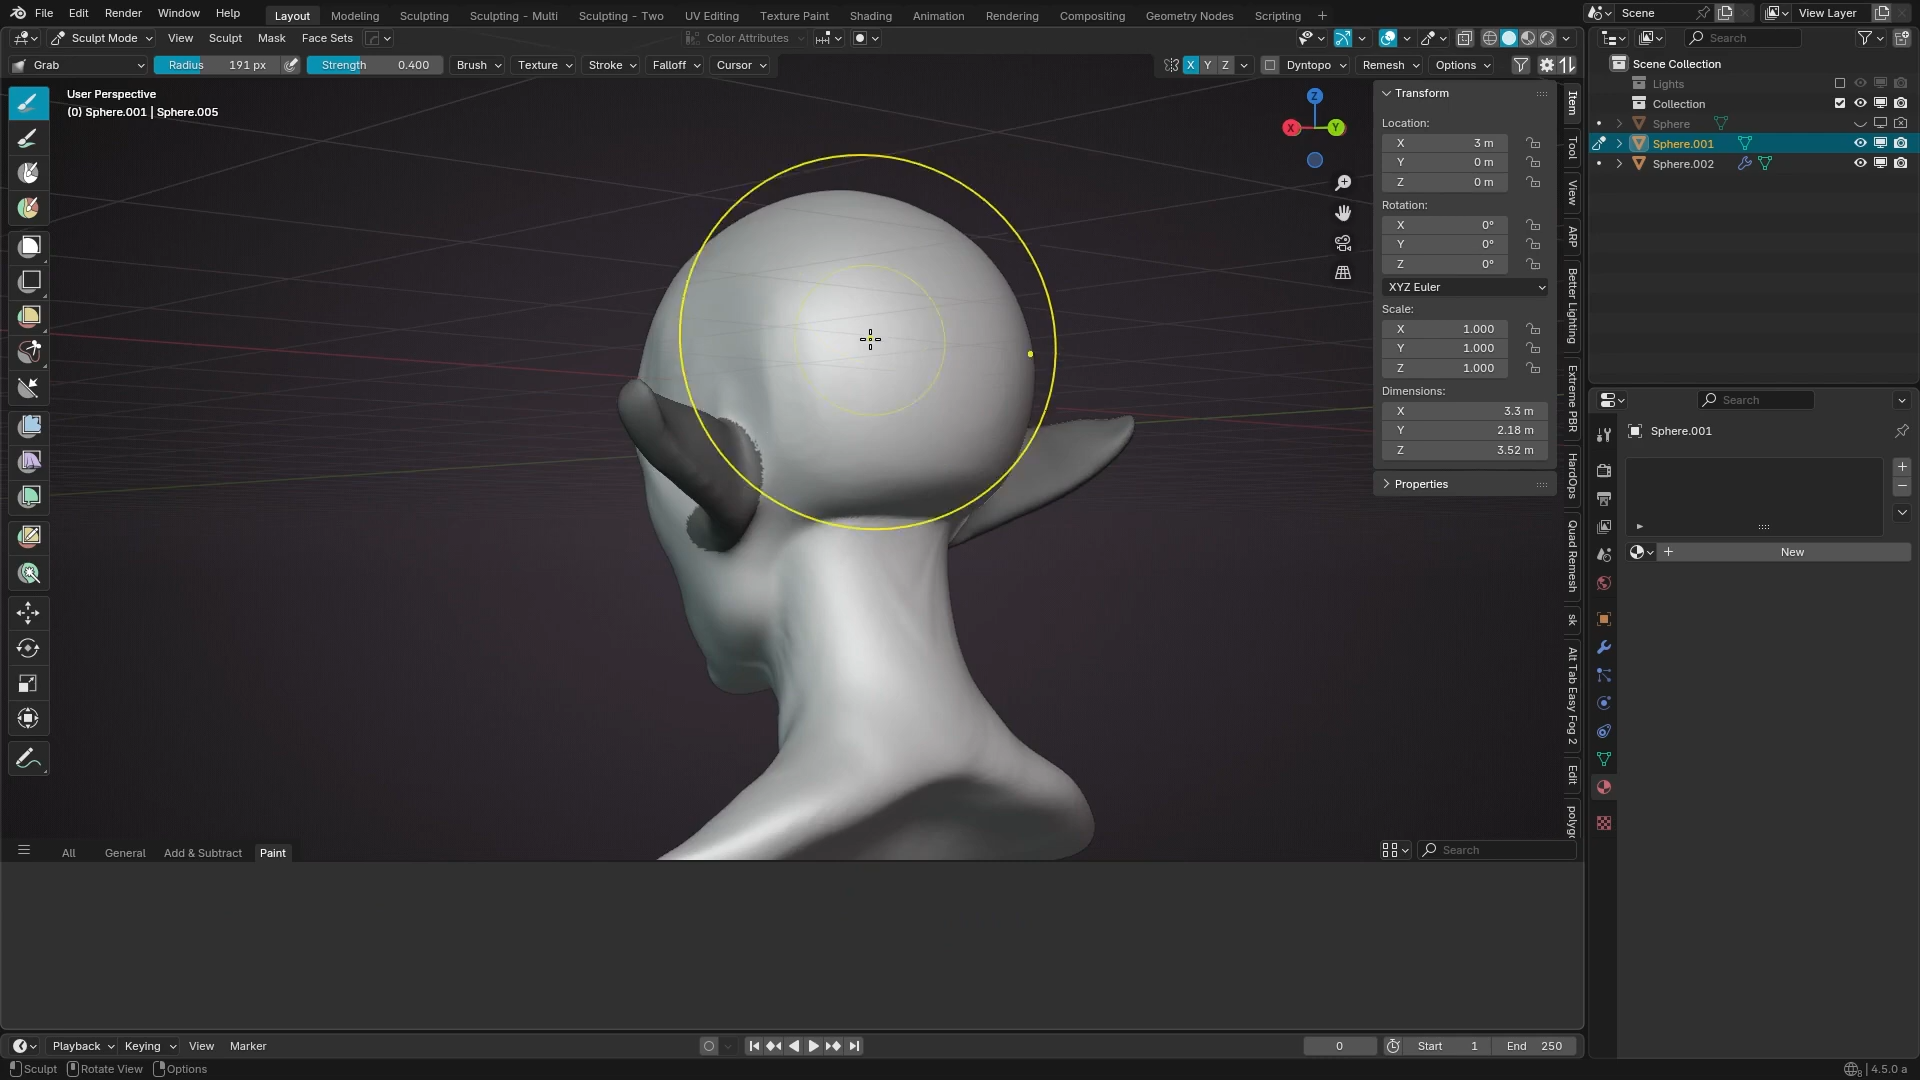 File Edit Render Window Help Layout Modeling Sculpting Sculpting - Multi Sculpting - Two UV Editing Texture Paint Shading Animation Rendering Compositing Geometry Nodes Scripting + Scene View Layer
Sculpt Mode View Sculpt Mask Face Sets Color Attributes Search
Grab Radius 191 px Strength 0.400 Brush Texture Stroke Falloff Cursor X Y Z Dyntopo Remesh Options
User Perspective
(0) Sphere.001 | Sphere.005
Z
X
Y
Transform
Location:
X 3 m
Y 0 m
Z 0 m
Rotation:
X 0°
Y 0°
Z 0°
XYZ Euler
Scale:
X 1.000
Y 1.000
Z 1.000
Dimensions:
X 3.3 m
Y 2.18 m
Z 3.52 m
Properties
Item
Tool
View
ARP
Better Lighting
Extreme PBR
HardOps
Quad Remesh
sk
Alt Tab Easy Fog 2
Edit
Scene Collection
Lights
Collection
Sphere
Sphere.001
Sphere.002
Search
Sphere.001
+
−
+ New
All General Add & Subtract Paint Search
Playback Keying View Marker 0 Start 1 End 250
Sculpt Rotate View Options 4.5.0 a